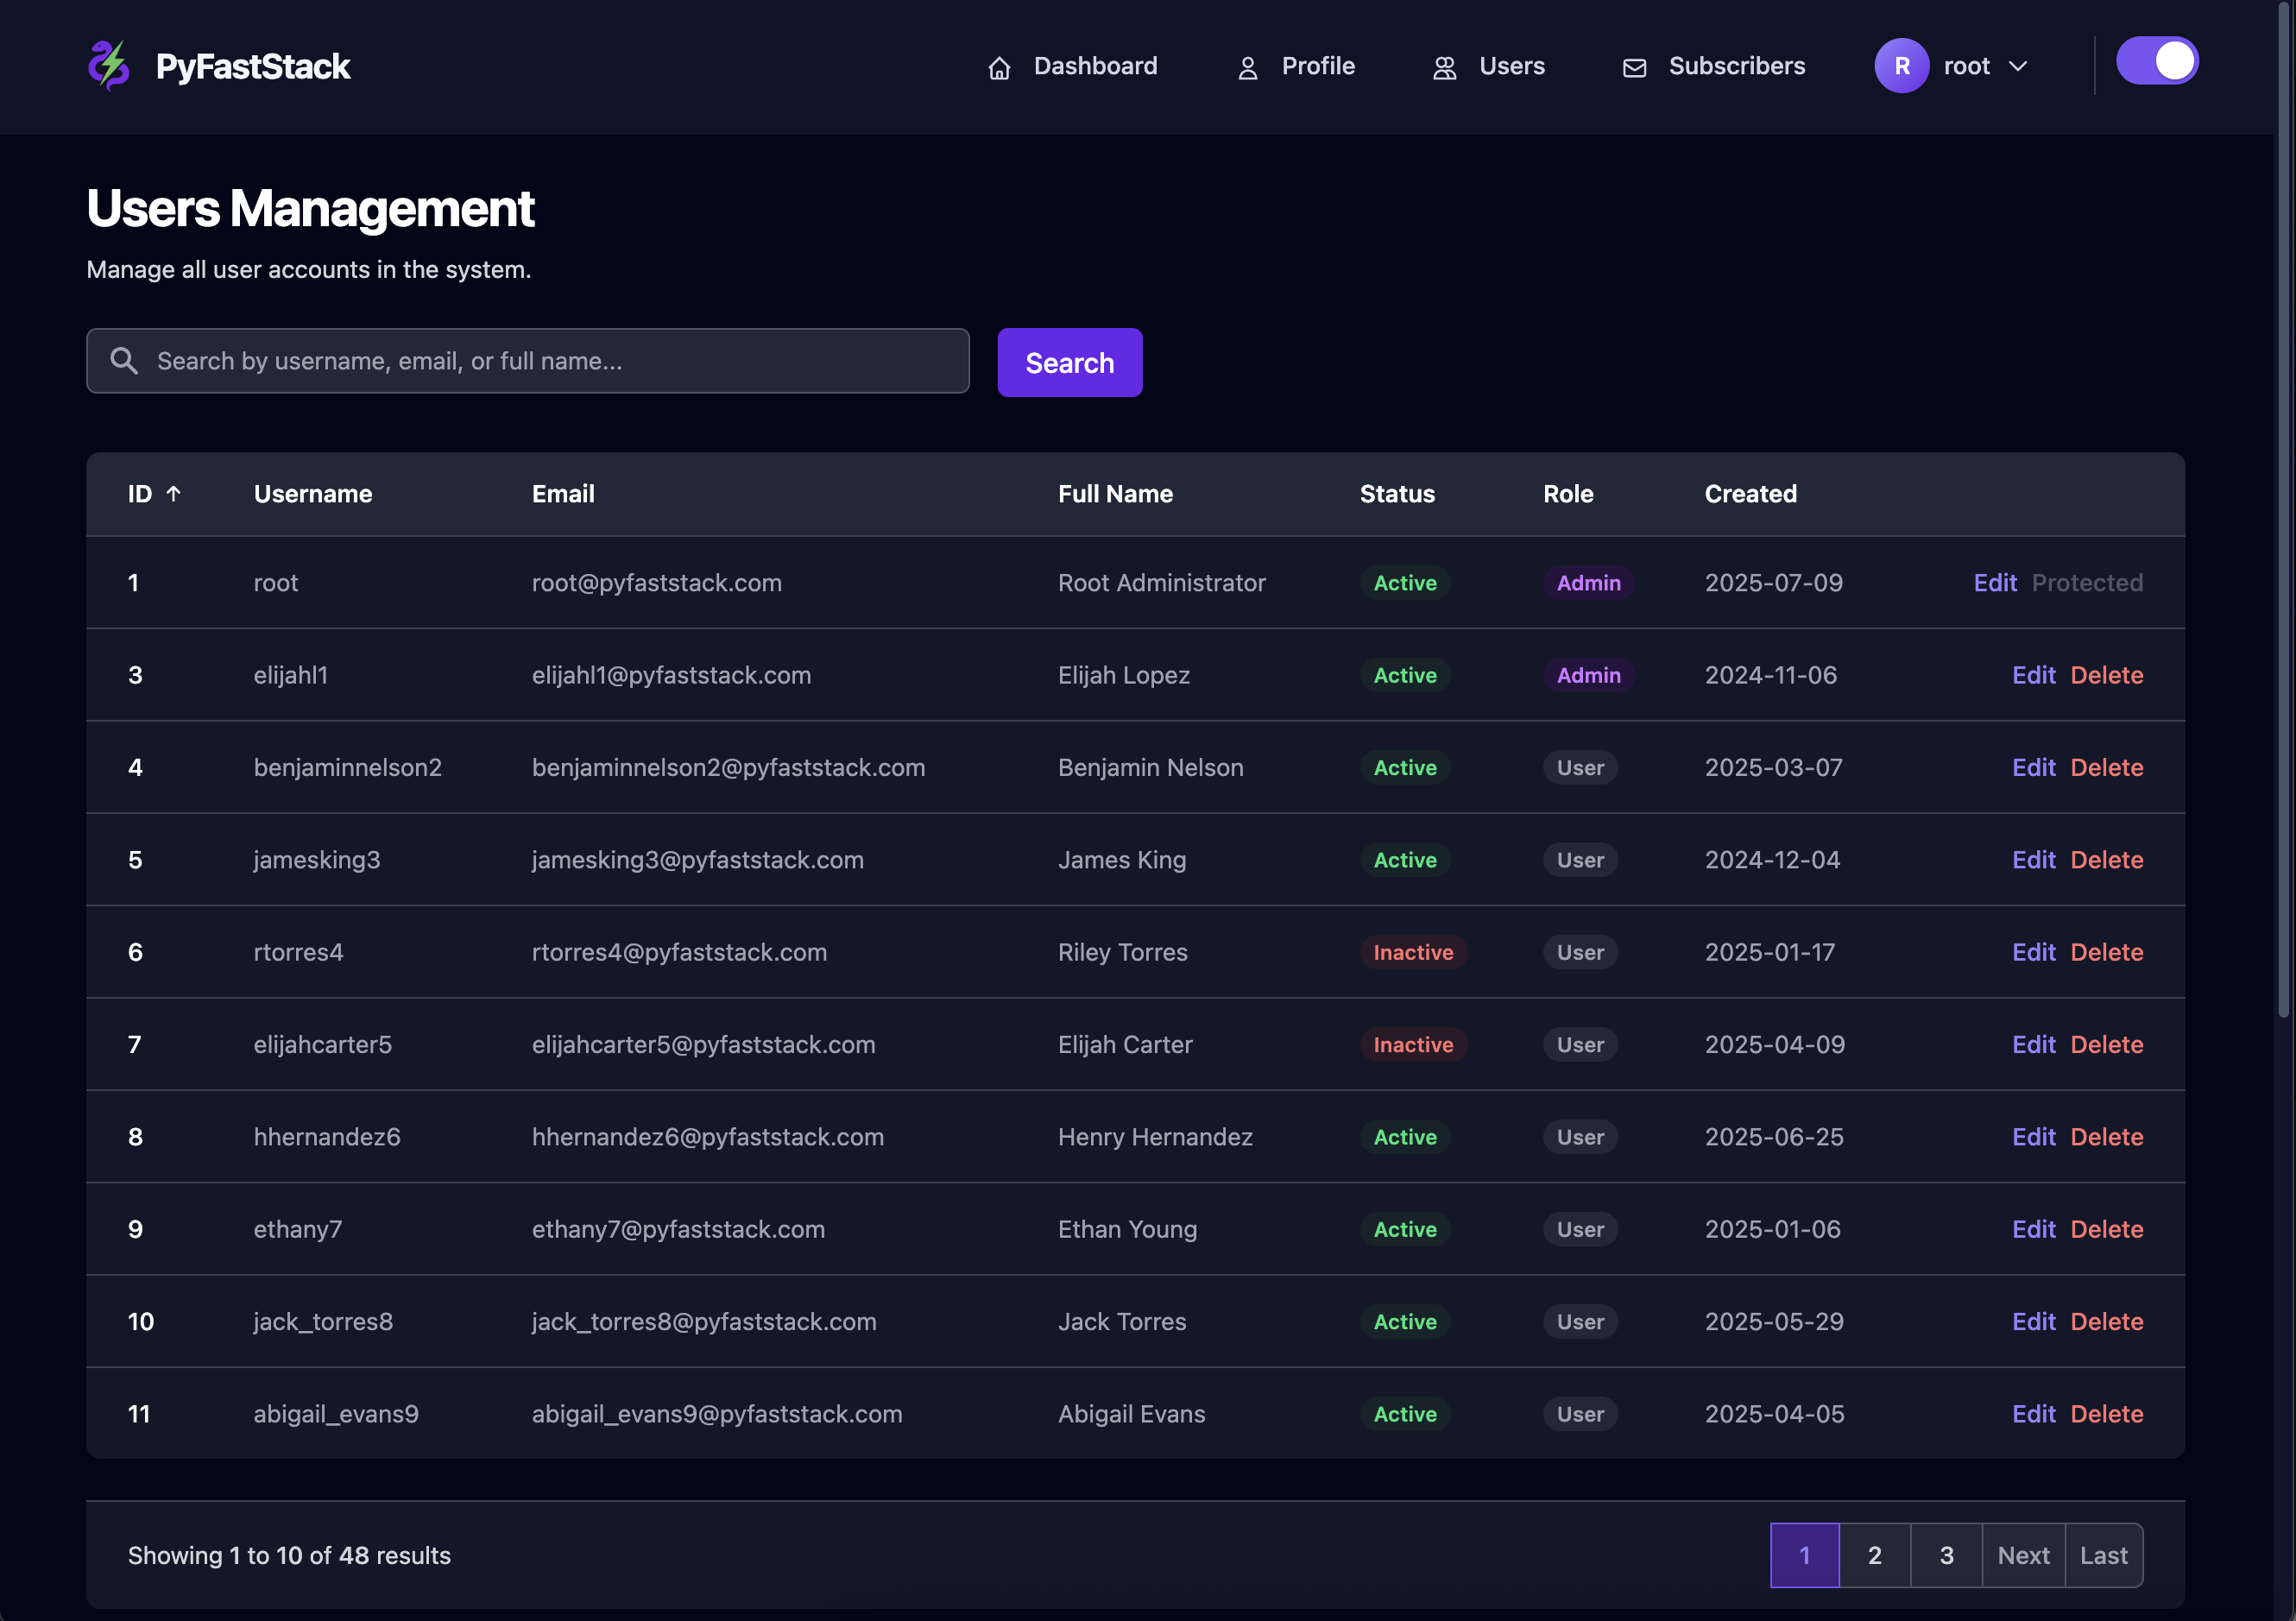 PyFastStack Dashboard Profile Users Subscribers R root
Users Management
Manage all user accounts in the system.
Search by username, email, or full name... Search
ID ↑ Username Email Full Name Status Role Created
1 root root@pyfaststack.com Root Administrator Active Admin 2025-07-09 Edit Protected
3 elijahl1 elijahl1@pyfaststack.com Elijah Lopez Active Admin 2024-11-06 Edit Delete
4 benjaminnelson2 benjaminnelson2@pyfaststack.com Benjamin Nelson Active User 2025-03-07 Edit Delete
5 jamesking3 jamesking3@pyfaststack.com James King Active User 2024-12-04 Edit Delete
6 rtorres4 rtorres4@pyfaststack.com Riley Torres Inactive User 2025-01-17 Edit Delete
7 elijahcarter5 elijahcarter5@pyfaststack.com Elijah Carter Inactive User 2025-04-09 Edit Delete
8 hhernandez6 hhernandez6@pyfaststack.com Henry Hernandez Active User 2025-06-25 Edit Delete
9 ethany7 ethany7@pyfaststack.com Ethan Young Active User 2025-01-06 Edit Delete
10 jack_torres8 jack_torres8@pyfaststack.com Jack Torres Active User 2025-05-29 Edit Delete
11 abigail_evans9 abigail_evans9@pyfaststack.com Abigail Evans Active User 2025-04-05 Edit Delete
Showing 1 to 10 of 48 results 1 2 3 Next Last